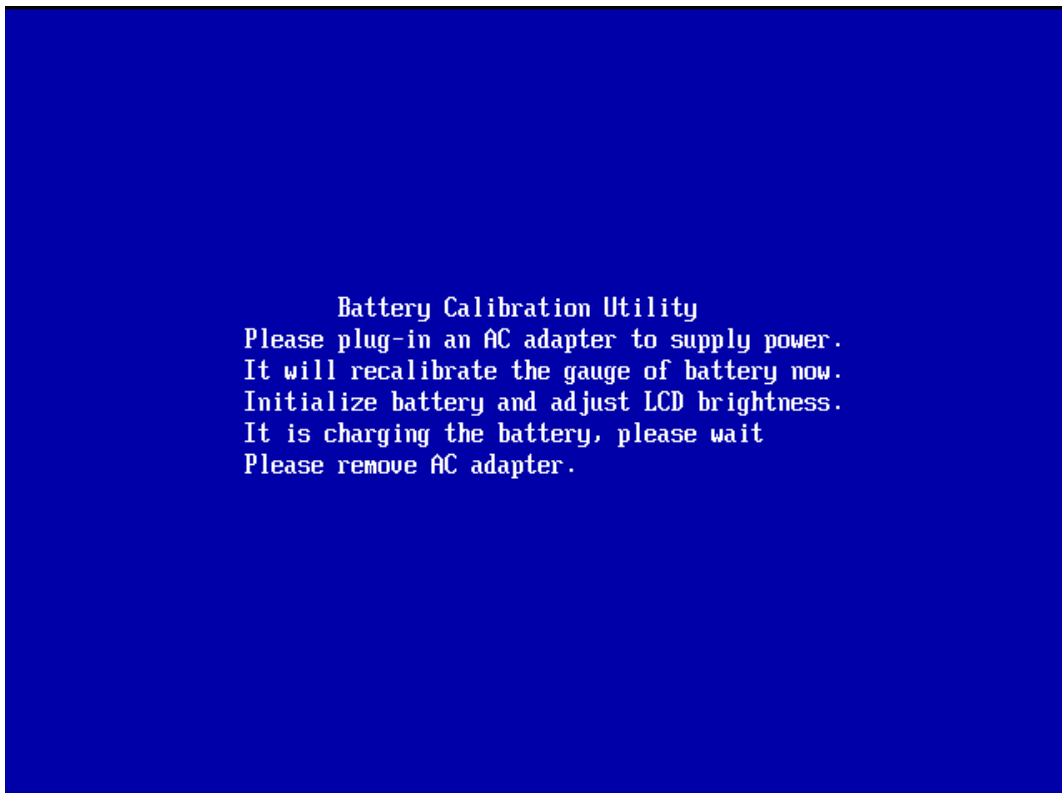 Battery Calibration Utility
Please plug-in an AC adapter to supply power.
It will recalibrate the gauge of battery now.
Initialize battery and adjust LCD brightness.
It is charging the battery, please wait
Please remove AC adapter.